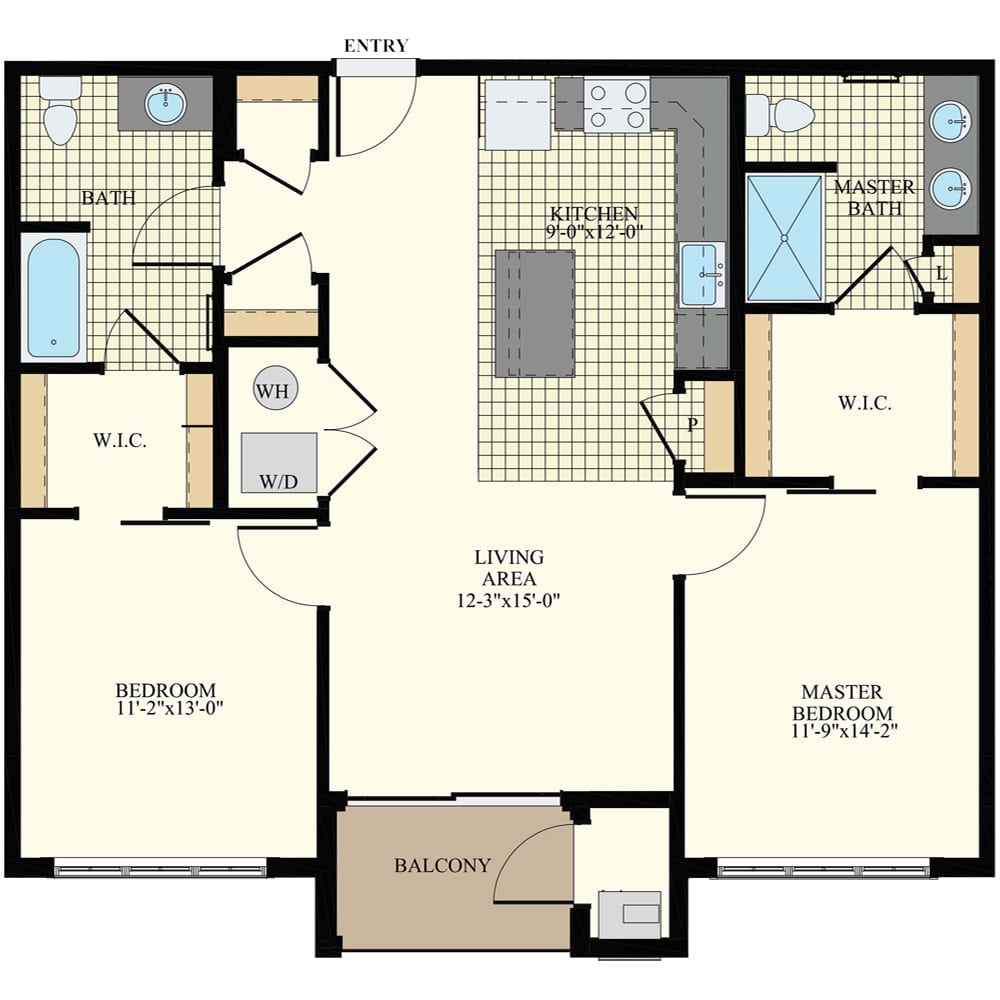 ENTRY
BATH
KITCHEN
9'-0"x12'-0"
MASTER
BATH
L
WH
W/D
W.I.C.
W.I.C.
P
LIVING
AREA
12-3"x15'-0"
BEDROOM
11'-2"x13'-0"
MASTER
BEDROOM
11'-9"x14'-2"
BALCONY